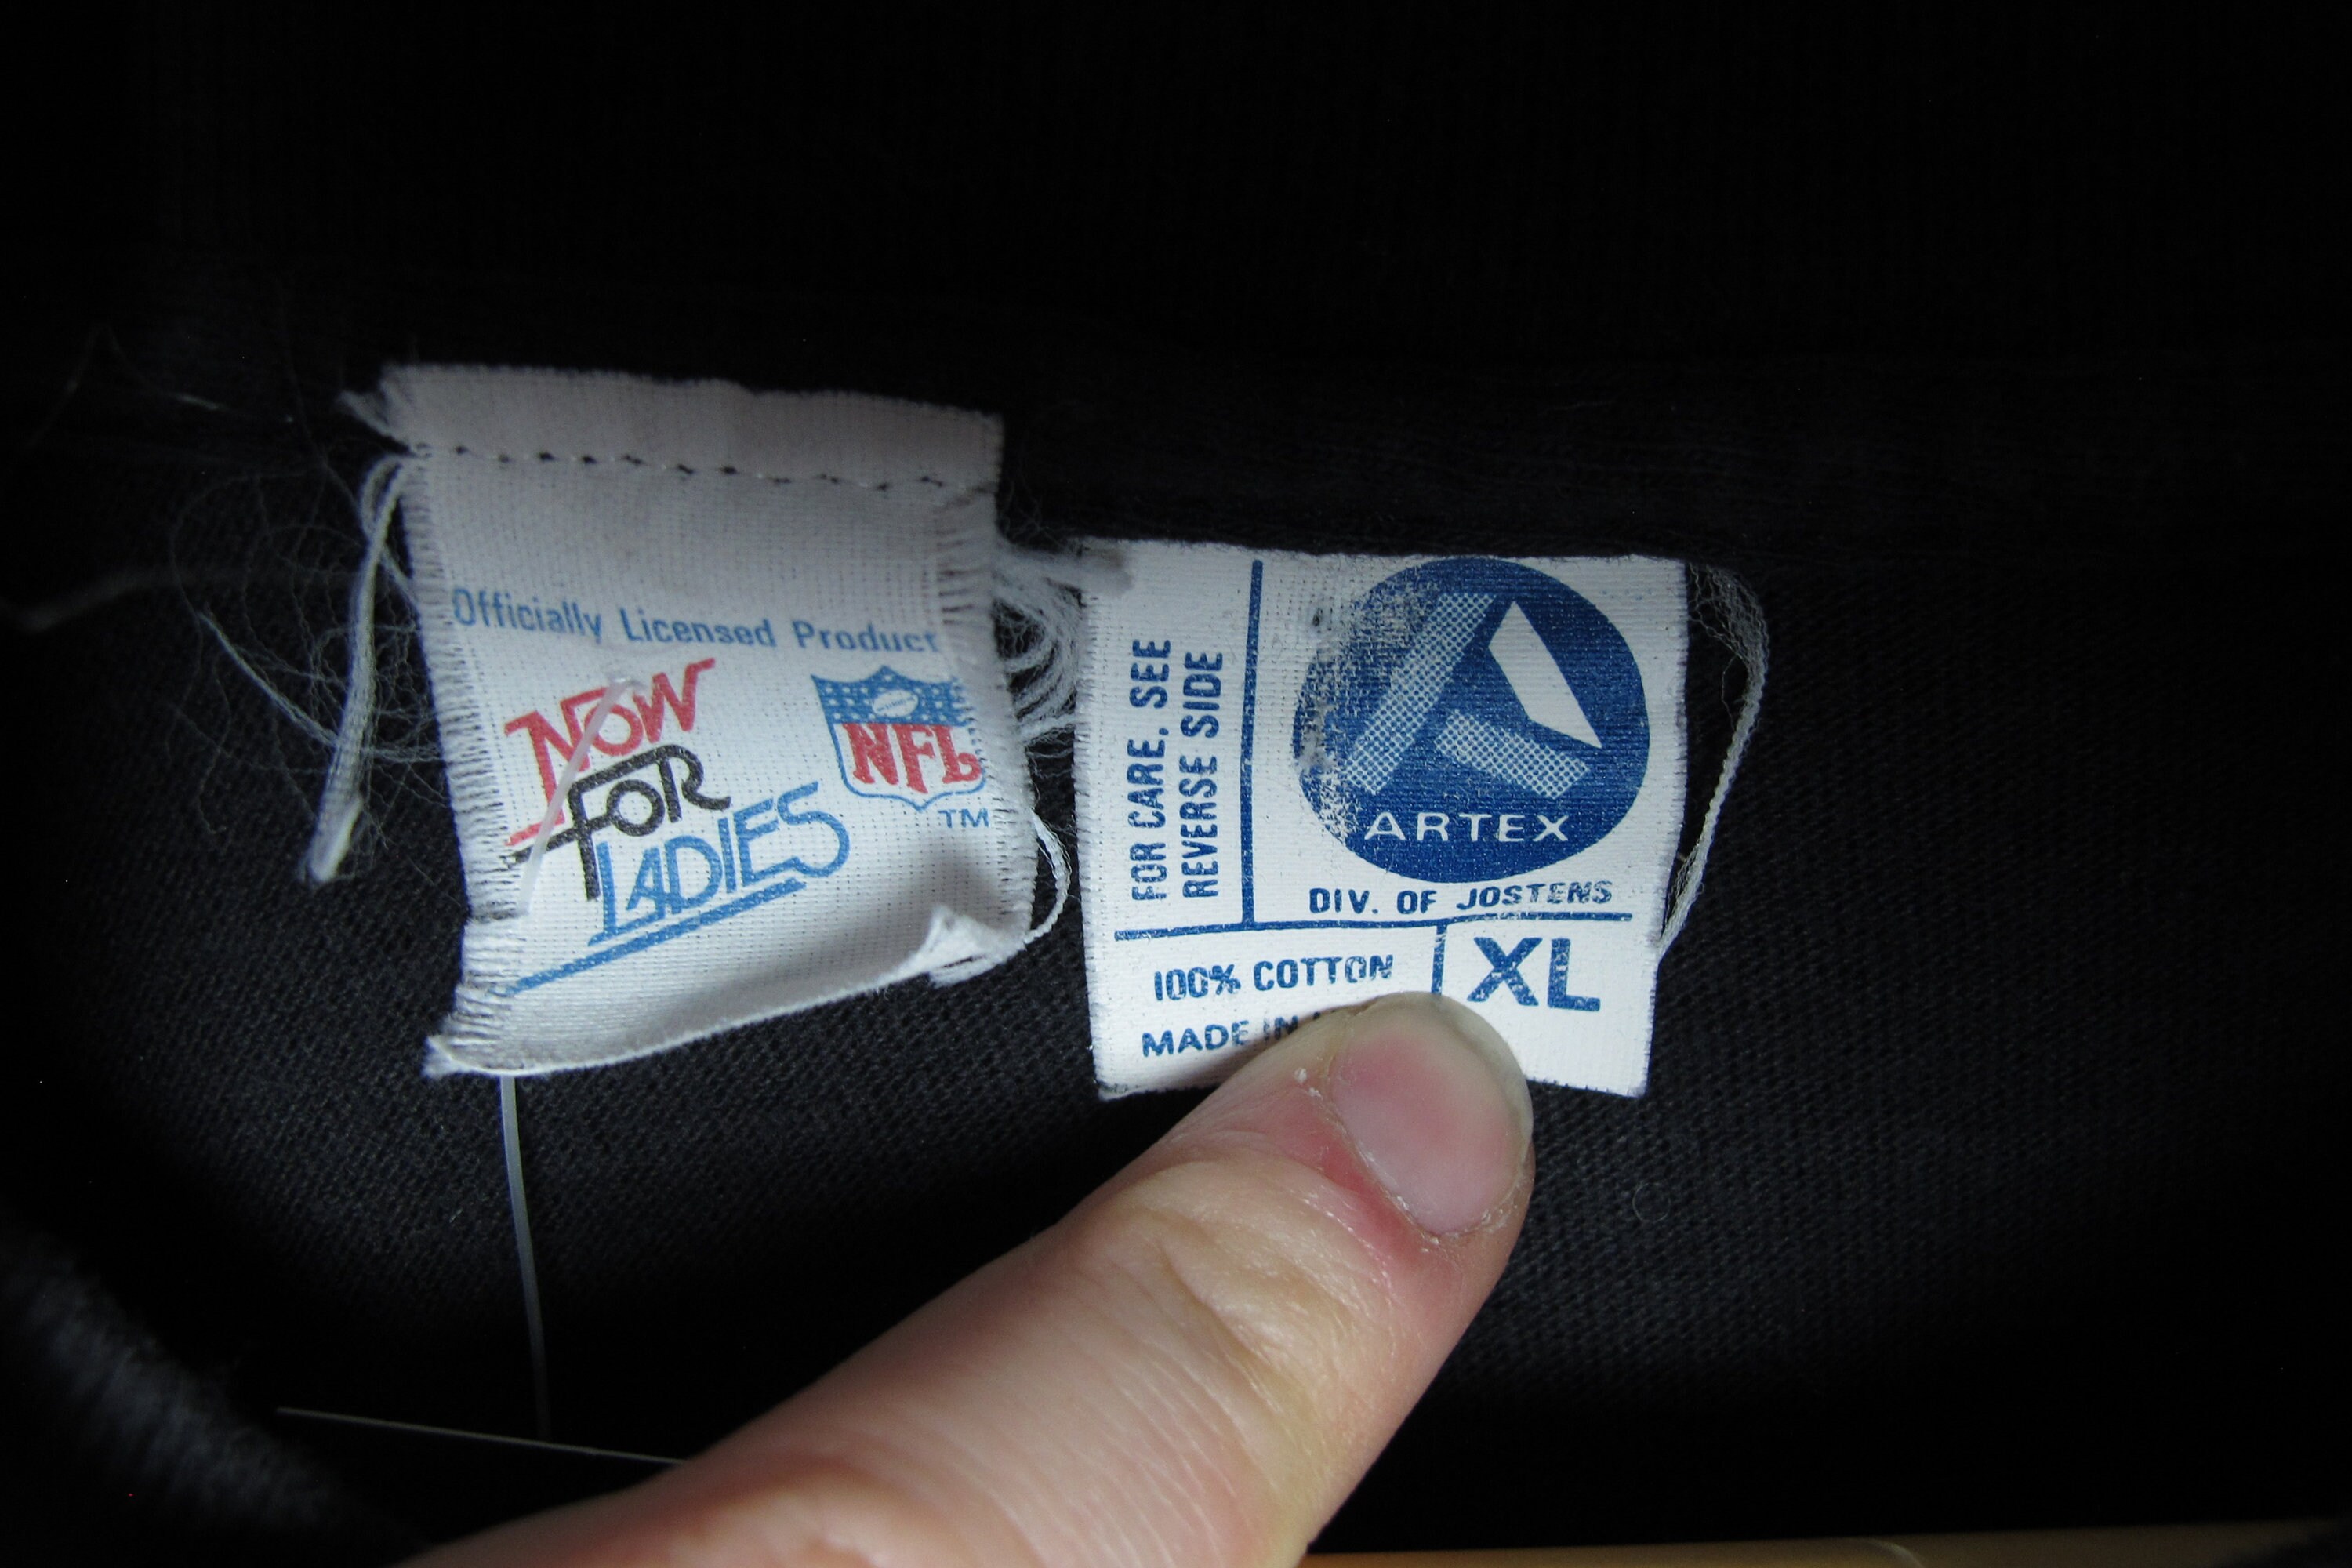 Officially Licensed Product
NOW
FOR
LADIES
NFL
TM
FOR CARE, SEE
REVERSE SIDE
ARTEX
DIV. OF JOSTENS
100% COTTON
XL
MADE IN